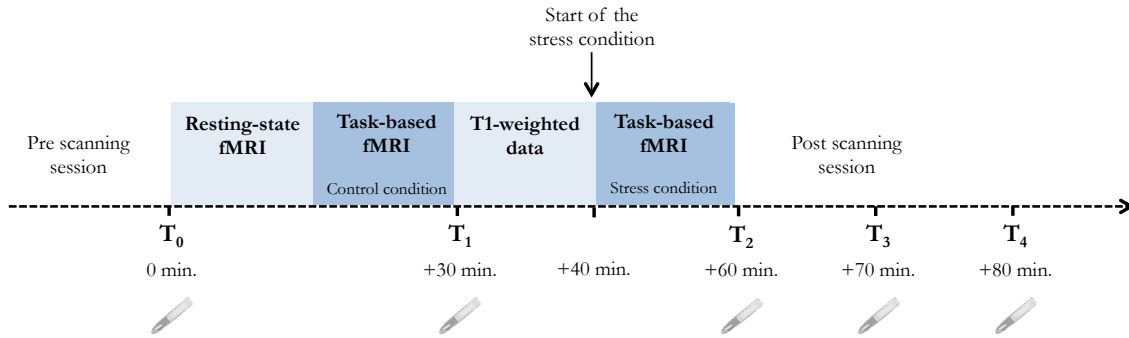 Start of the
stress condition
Pre scanning
session
Resting-state
fMRI
Task-based
fMRI
Control condition
T1-weighted
data
Task-based
fMRI
Stress condition
Post scanning
session
T0
T1
T2
T3
T4
0 min.
+30 min.
+40 min.
+60 min.
+70 min.
+80 min.